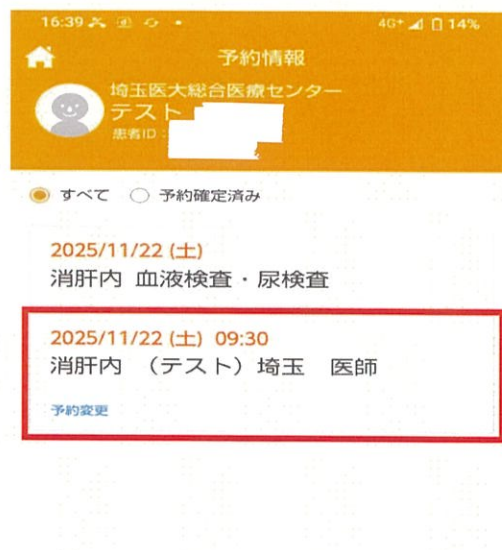 16:39
4G+ 14%
予約情報
埼玉医大総合医療センター
テスト
患者ID:
すべて 予約確定済み
2025/11/22 (土)
消肝内 血液検査・尿検査
2025/11/22 (土) 09:30
消肝内 （テスト）埼玉 医師
予約変更